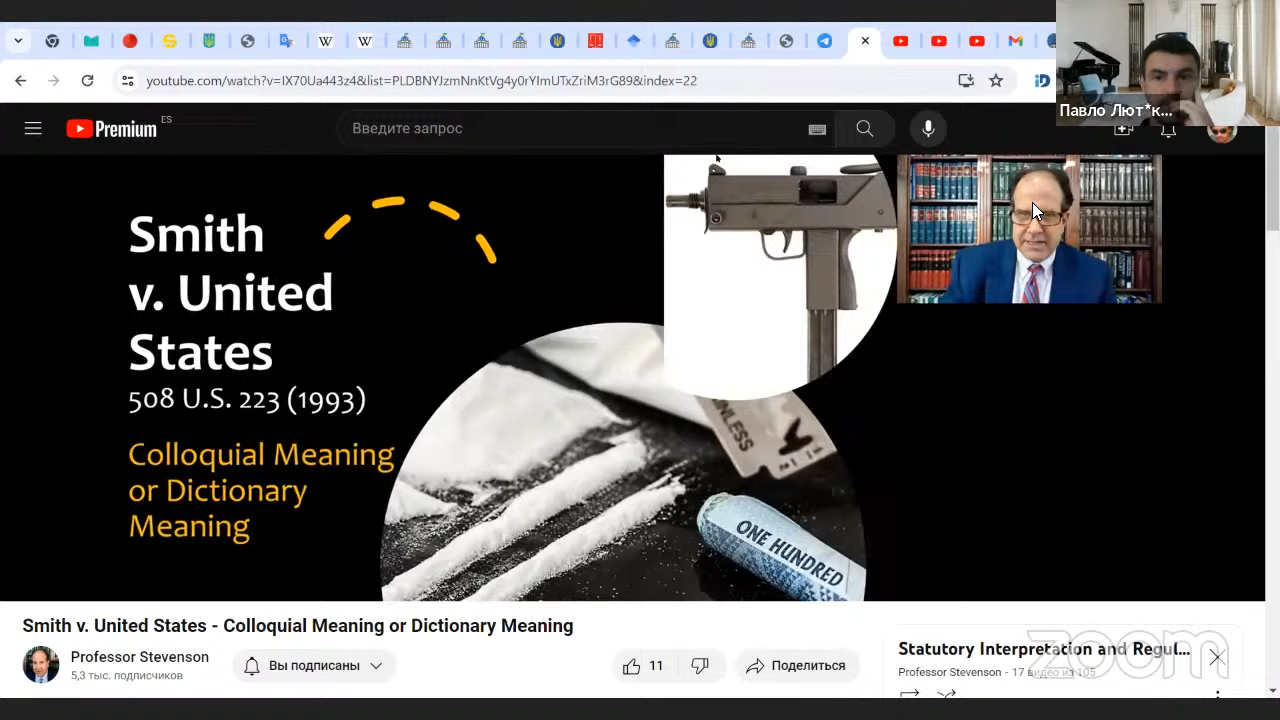 youtube.com/watch?v=IX70Ua443z4&list=PLDBNYJzmNnKtVg4y0rYImUTxZriM3rG89&index=22
Павло Лют*к...
Premium ES
Введите запрос
Smith
v. United
States
508 U.S. 223 (1993)
Colloquial Meaning
or Dictionary
Meaning
ONE HUNDRED
Smith v. United States - Colloquial Meaning or Dictionary Meaning
Professor Stevenson
5,3 тыс. подписчиков
Вы подписаны
11
Поделиться
Statutory Interpretation and Regul...
Professor Stevenson - 17 видео из 105
zoom